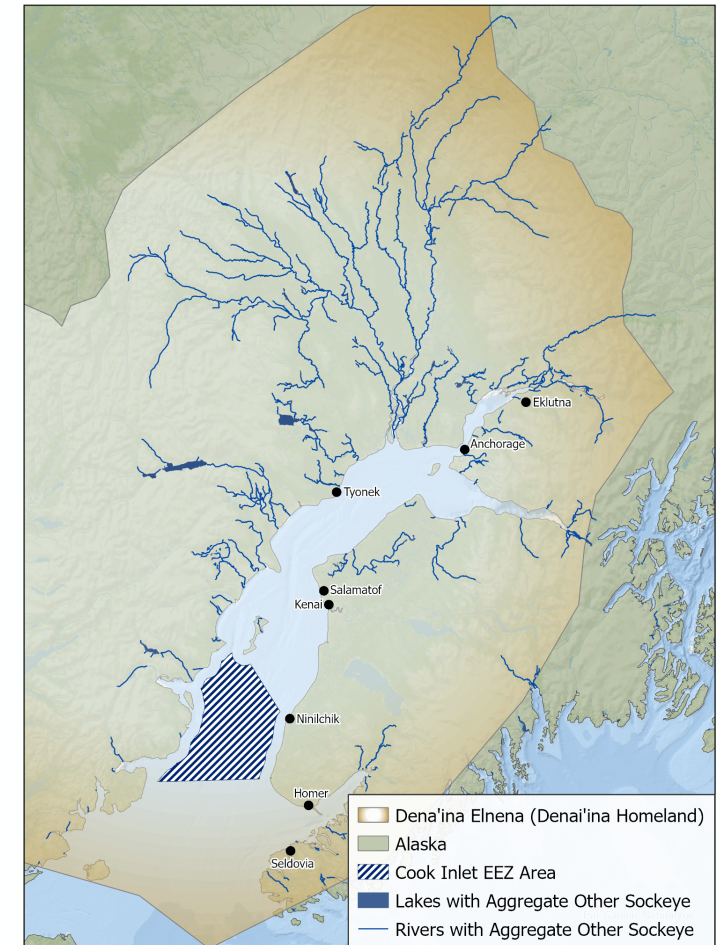 Eklutna
Anchorage
Tyonek
Salamatof
Kenai
Ninilchik
Homer
Seldovia
Dena'ina Elnena (Denai'ina Homeland)
Alaska
Cook Inlet EEZ Area
Lakes with Aggregate Other Sockeye
Rivers with Aggregate Other Sockeye